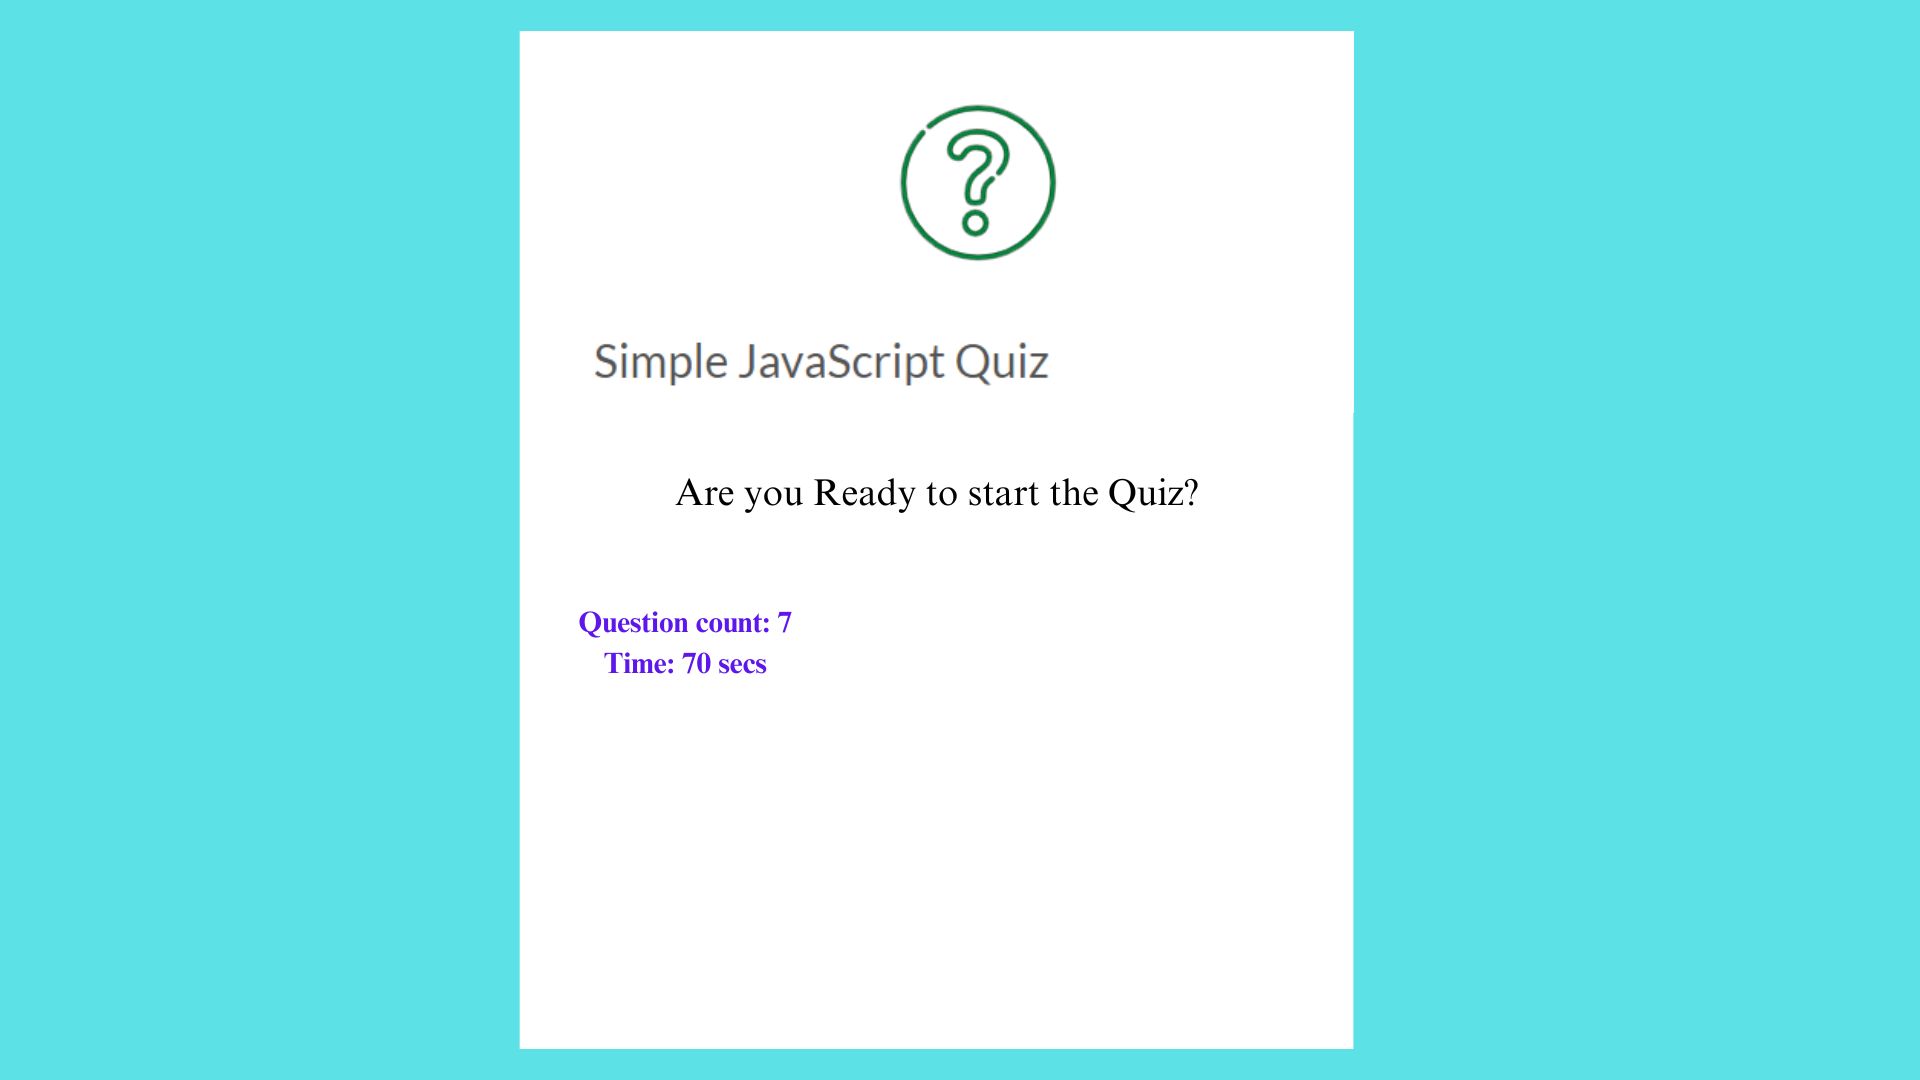 Simple JavaScript Quiz
Are you Ready to start the Quiz?
Question count: 7
Time: 70 secs